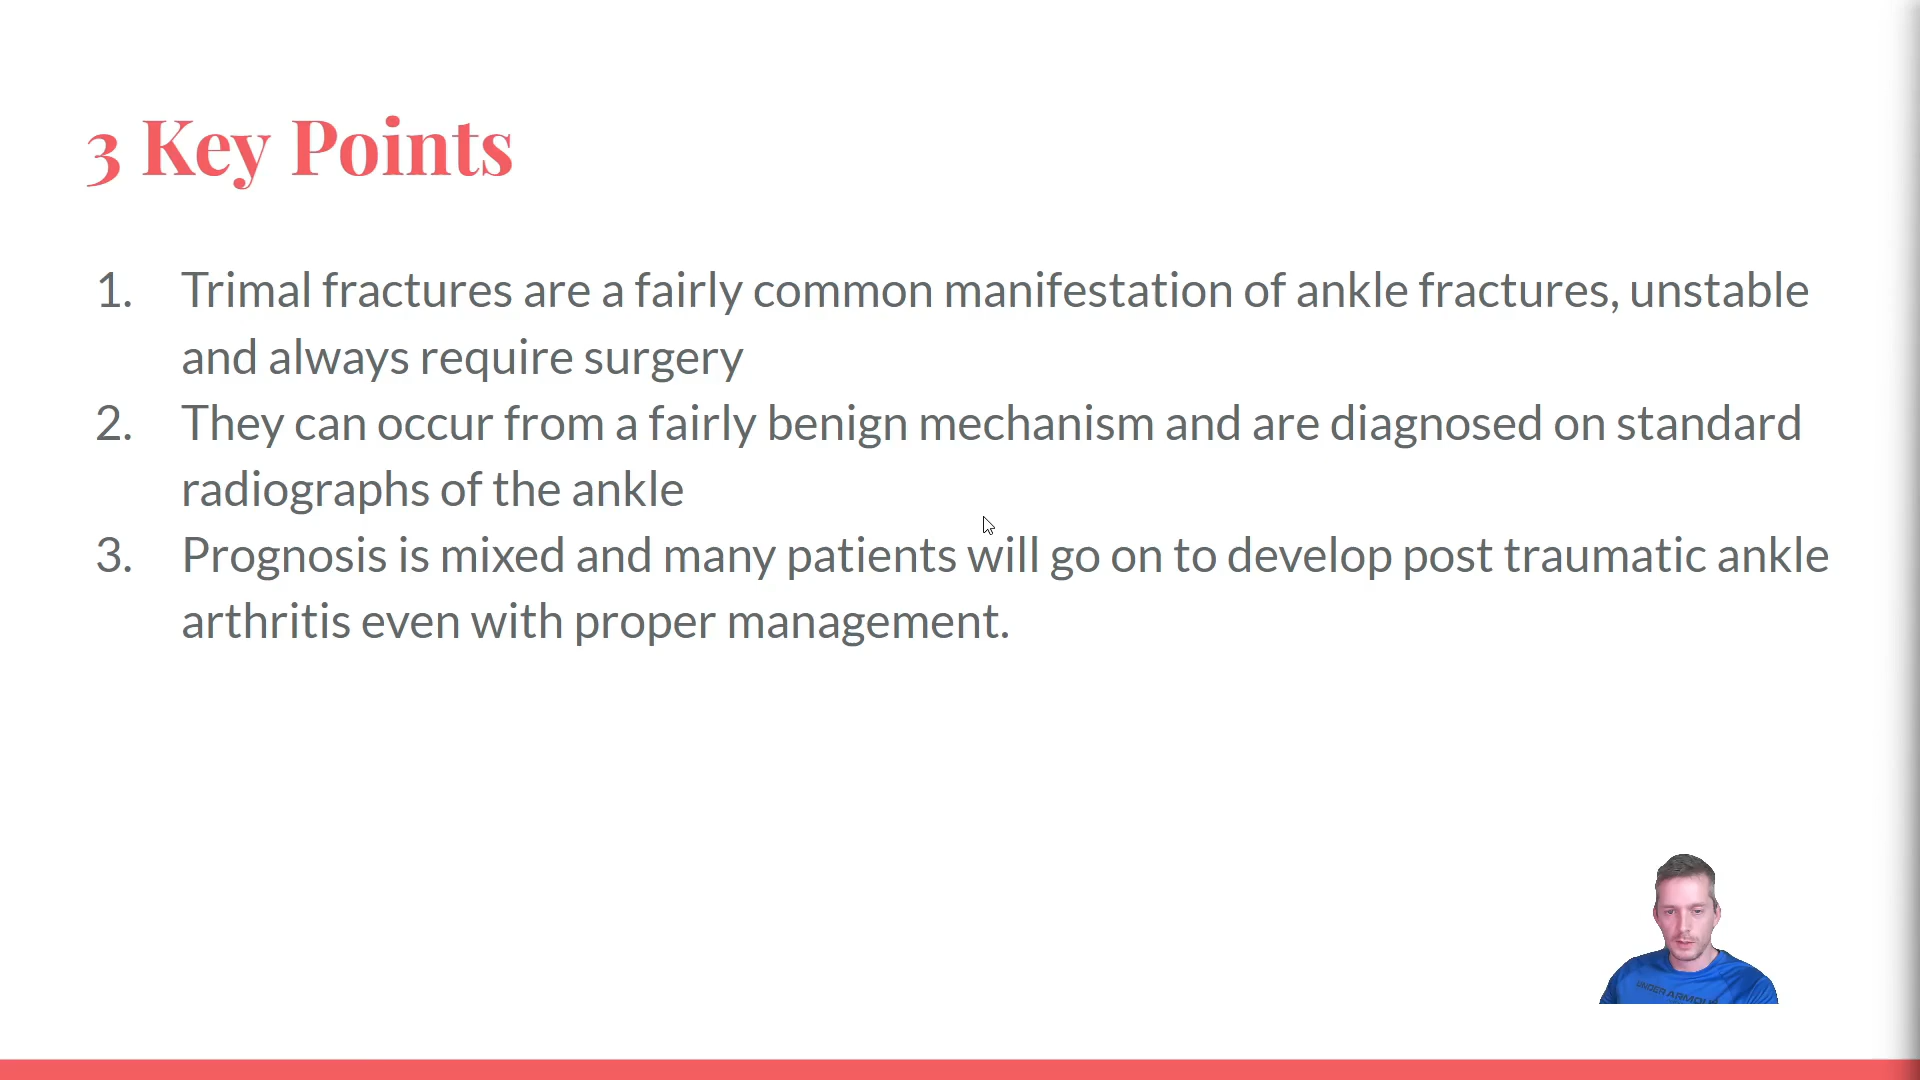 3 Key Points
1. Trimal fractures are a fairly common manifestation of ankle fractures, unstable
and always require surgery
2. They can occur from a fairly benign mechanism and are diagnosed on standard
radiographs of the ankle
3. Prognosis is mixed and many patients will go on to develop post traumatic ankle
arthritis even with proper management.
UNDER ARMOUR